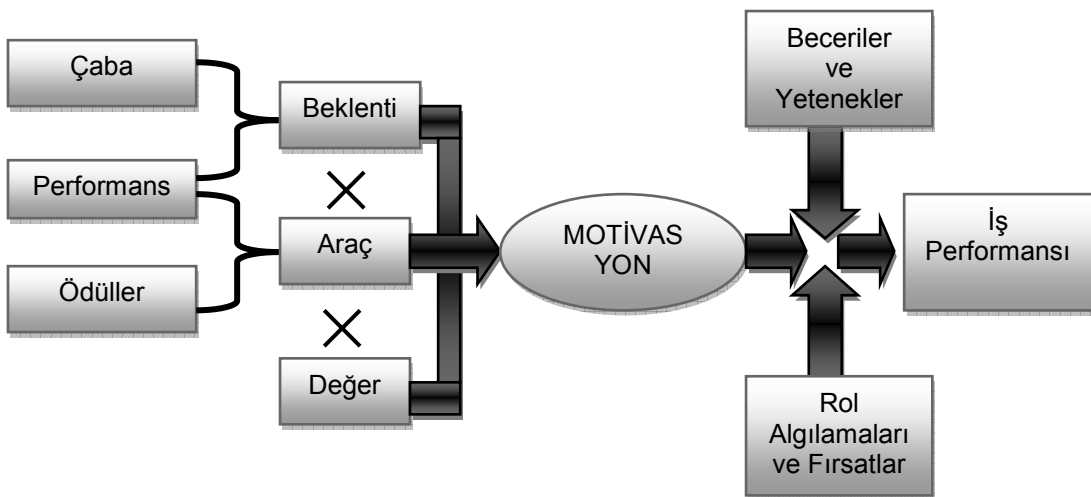 Çaba
Performans
Ödüller
Beklenti
Araç
Değer
MOTİVAS
YON
Beceriler
ve
Yetenekler
Rol
Algılamaları
ve Fırsatlar
İş
Performansı